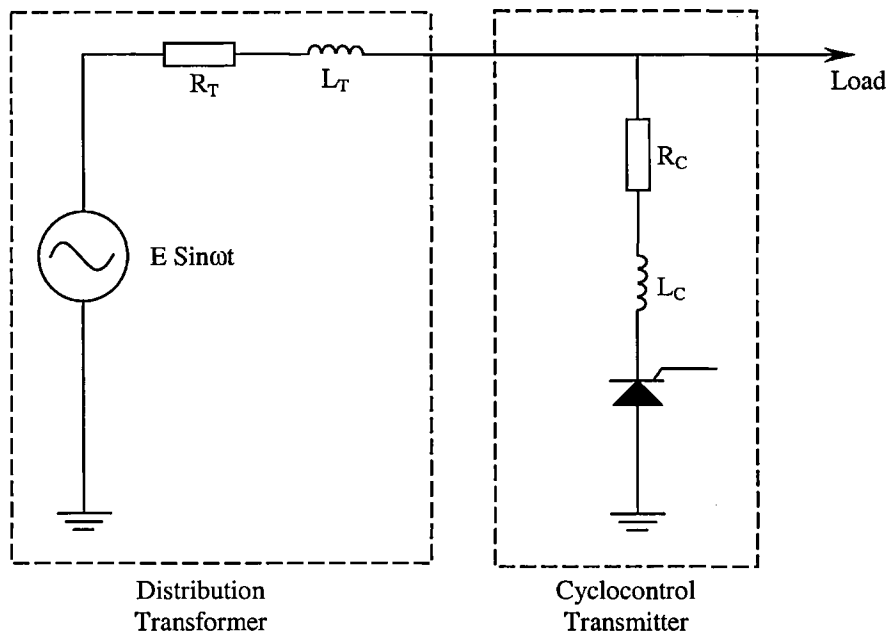 R_T
L_T
Load
R_C
E Sinωt
L_C
Distribution
Transformer
Cyclocontrol
Transmitter